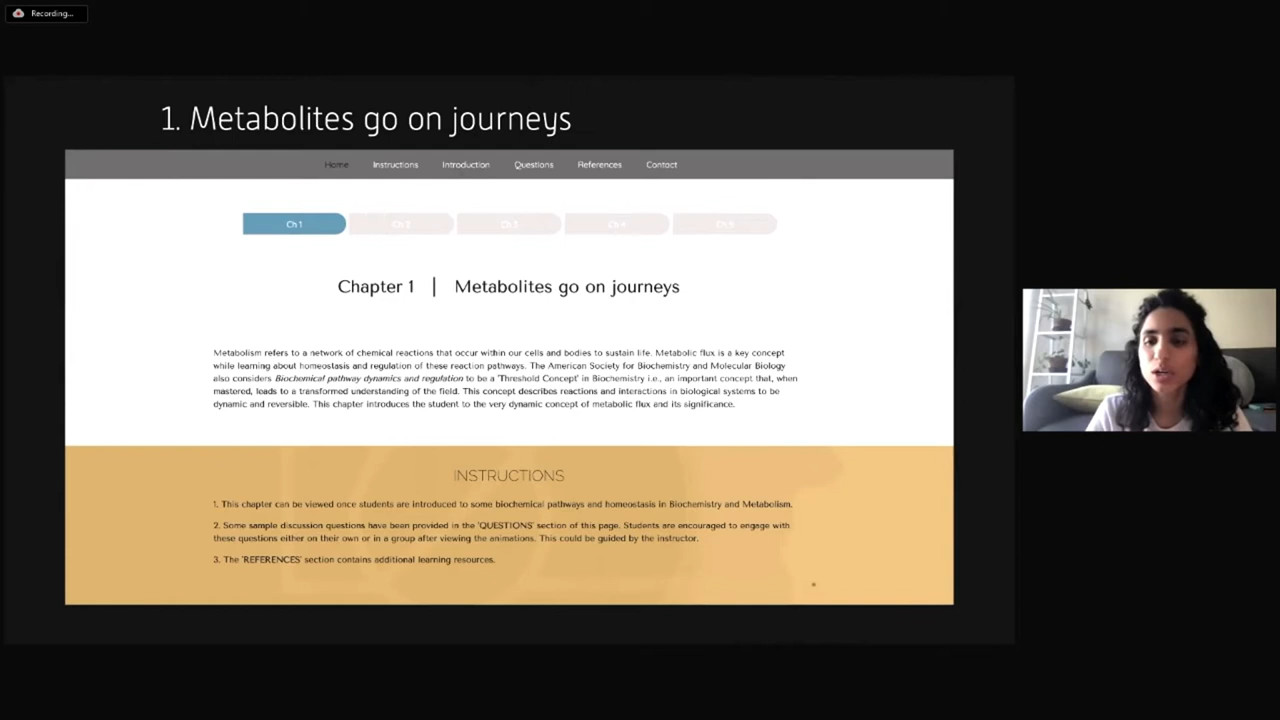 Recording...
1. Metabolites go on journeys
Home Instructions Introduction Questions References Contact
Ch 1 Ch 2 Ch 3 Ch 4 Ch 5
Chapter 1 | Metabolites go on journeys
Metabolism refers to a network of chemical reactions that occur within our cells and bodies to sustain life. Metabolic flux is a key concept
while learning about homeostasis and regulation of these reaction pathways. The American Society for Biochemistry and Molecular Biology
also considers Biochemical pathway dynamics and regulation to be a 'Threshold Concept' in Biochemistry i.e., an important concept that, when
mastered, leads to a transformed understanding of the field. This concept describes reactions and interactions in biological systems to be
dynamic and reversible. This chapter introduces the student to the very dynamic concept of metabolic flux and its significance.
INSTRUCTIONS
1. This chapter can be viewed once students are introduced to some biochemical pathways and homeostasis in Biochemistry and Metabolism.
2. Some sample discussion questions have been provided in the 'QUESTIONS' section of this page. Students are encouraged to engage with
these questions either on their own or in a group after viewing the animations. This could be guided by the instructor.
3. The 'REFERENCES' section contains additional learning resources.